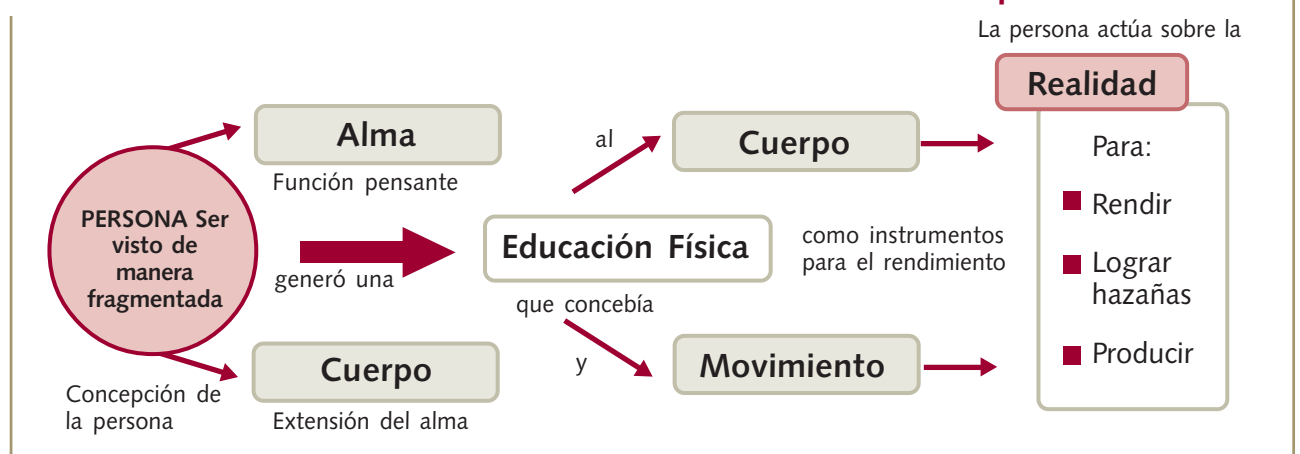 La persona actúa sobre la
Realidad
Alma
Función pensante
PERSONA Ser
visto de
manera
fragmentada
Concepción de
la persona
Cuerpo
Extensión del alma
generó una
Educación Física
que concebía
al
Cuerpo
y
Movimiento
como instrumentos
para el rendimiento
Para:
Rendir
Lograr
hazañas
Producir